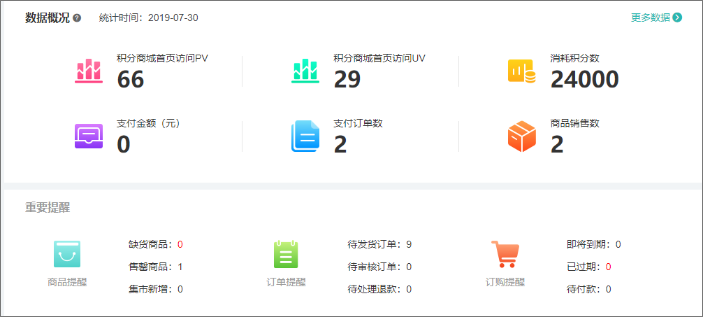 数据概况 ? 统计时间：2019-07-30 更多数据
积分商城首页访问PV 积分商城首页访问UV 消耗积分数
66 29 24000
支付金额（元） 支付订单数 商品销售数
0 2 2
重要提醒
缺货商品：0 待发货订单：9 即将到期：0
售罄商品：1 待审核订单：0 已过期：0
商品提醒 订单提醒 订购提醒
集市新增：0 待处理退款：0 待付款：0